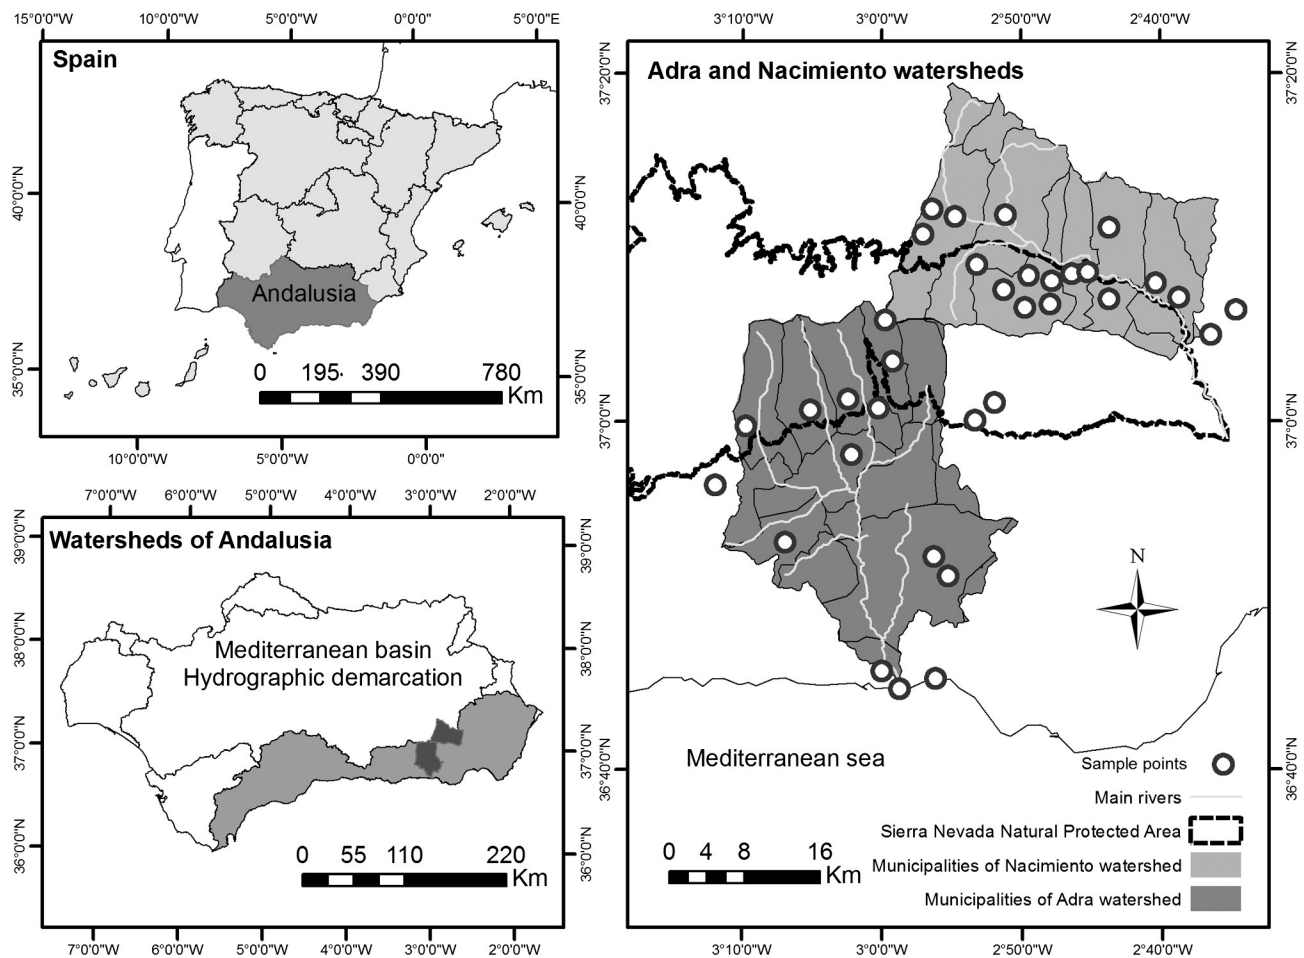 15°0'0"W 10°0'0"W 5°0'0"W 0°0'0" 5°0'0"E
Spain
40°0'0"N
40°0'0"N
Andalusia
35°0'0"N
35°0'0"N
0 195 390 780
Km
10°0'0"W 5°0'0"W 0°0'0"
7°0'0"W 6°0'0"W 5°0'0"W 4°0'0"W 3°0'0"W 2°0'0"W
Watersheds of Andalusia
39°0'0"N
39°0'0"N
38°0'0"N
38°0'0"N
Mediterranean basin
Hydrographic demarcation
37°0'0"N
37°0'0"N
36°0'0"N
36°0'0"N
0 55 110 220
Km
7°0'0"W 6°0'0"W 5°0'0"W 4°0'0"W 3°0'0"W 2°0'0"W
3°10'0"W 3°0'0"W 2°50'0"W 2°40'0"W
Adra and Nacimiento watersheds
37°20'0"N
37°20'0"N
37°0'0"N
37°0'0"N
N
Mediterranean sea
36°40'0"N
36°40'0"N
Sample points
Main rivers
Sierra Nevada Natural Protected Area
Municipalities of Nacimiento watershed
Municipalities of Adra watershed
0 4 8 16
Km
3°10'0"W 3°0'0"W 2°50'0"W 2°40'0"W